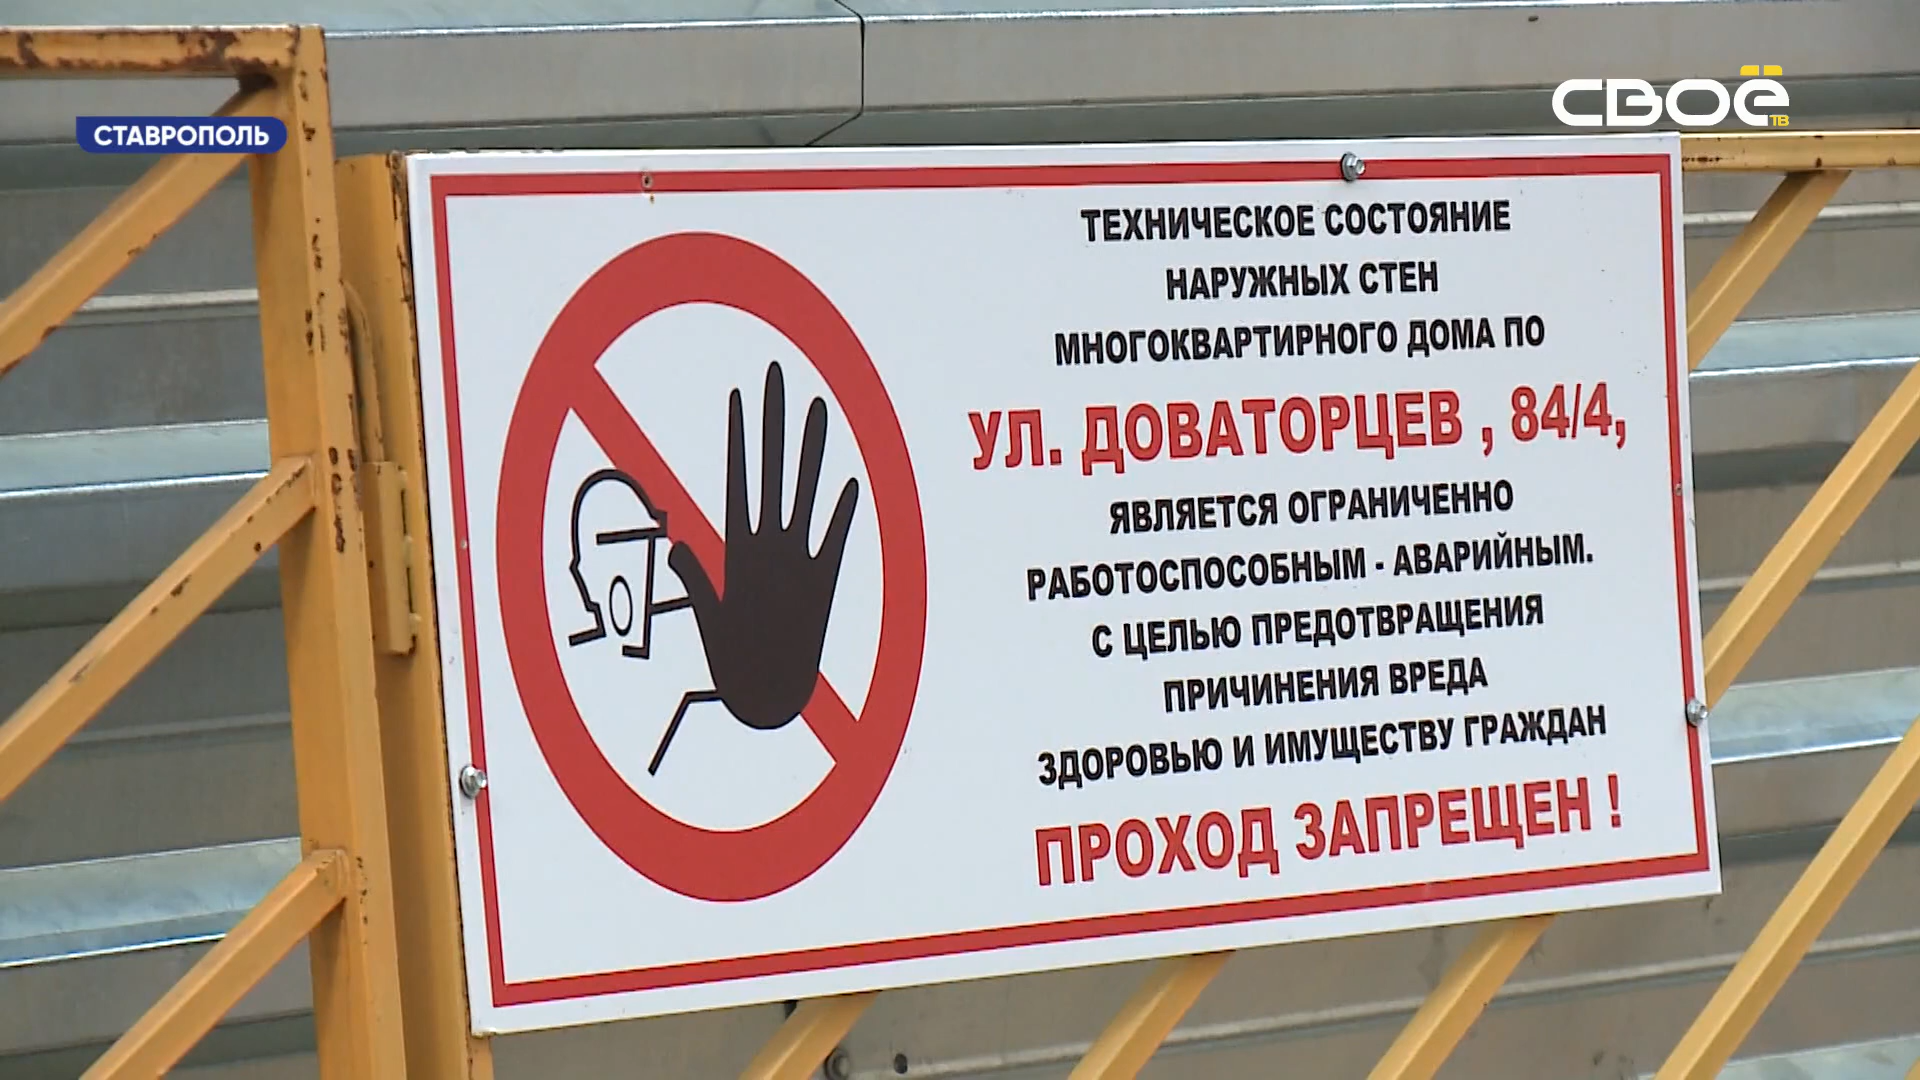 СВОЁ
ТВ
СТАВРОПОЛЬ
ТЕХНИЧЕСКОЕ СОСТОЯНИЕ
НАРУЖНЫХ СТЕН
МНОГОКВАРТИРНОГО ДОМА ПО
УЛ. ДОВАТОРЦЕВ , 84/4,
ЯВЛЯЕТСЯ ОГРАНИЧЕННО
РАБОТОСПОСОБНЫМ - АВАРИЙНЫМ.
С ЦЕЛЬЮ ПРЕДОТВРАЩЕНИЯ
ПРИЧИНЕНИЯ ВРЕДА
ЗДОРОВЬЮ И ИМУЩЕСТВУ ГРАЖДАН
ПРОХОД ЗАПРЕЩЕН !